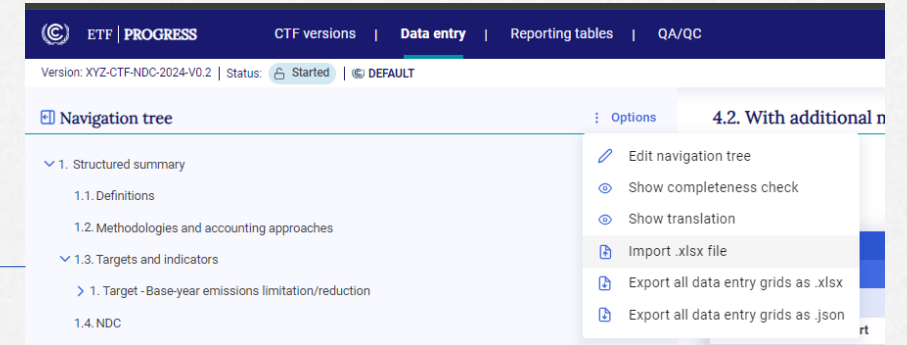 ETF | PROGRESS CTF versions | Data entry | Reporting tables | QA/QC
Version: XYZ-CTF-NDC-2024-V0.2 | Status: Started | DEFAULT
Navigation tree Options 4.2. With additional
1. Structured summary Edit navigation tree
Show completeness check
1.1. Definitions
Show translation
1.2. Methodologies and accounting approaches
Import .xlsx file
1.3. Targets and indicators
Export all data entry grids as .xlsx
1. Target - Base-year emissions limitation/reduction
Export all data entry grids as .json
1.4. NDC